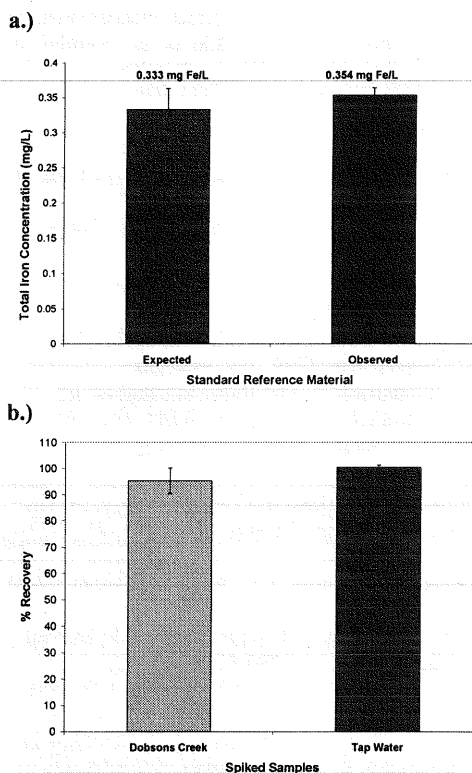 a.)
0.333 mg Fe/L
0.354 mg Fe/L
Total Iron Concentration (mg/L)
0.4
0.35
0.3
0.25
0.2
0.15
0.1
0.05
0
Expected
Observed
Standard Reference Material
b.)
% Recovery
110
100
90
80
70
60
50
40
30
20
10
0
Dobsons Creek
Tap Water
Spiked Samples